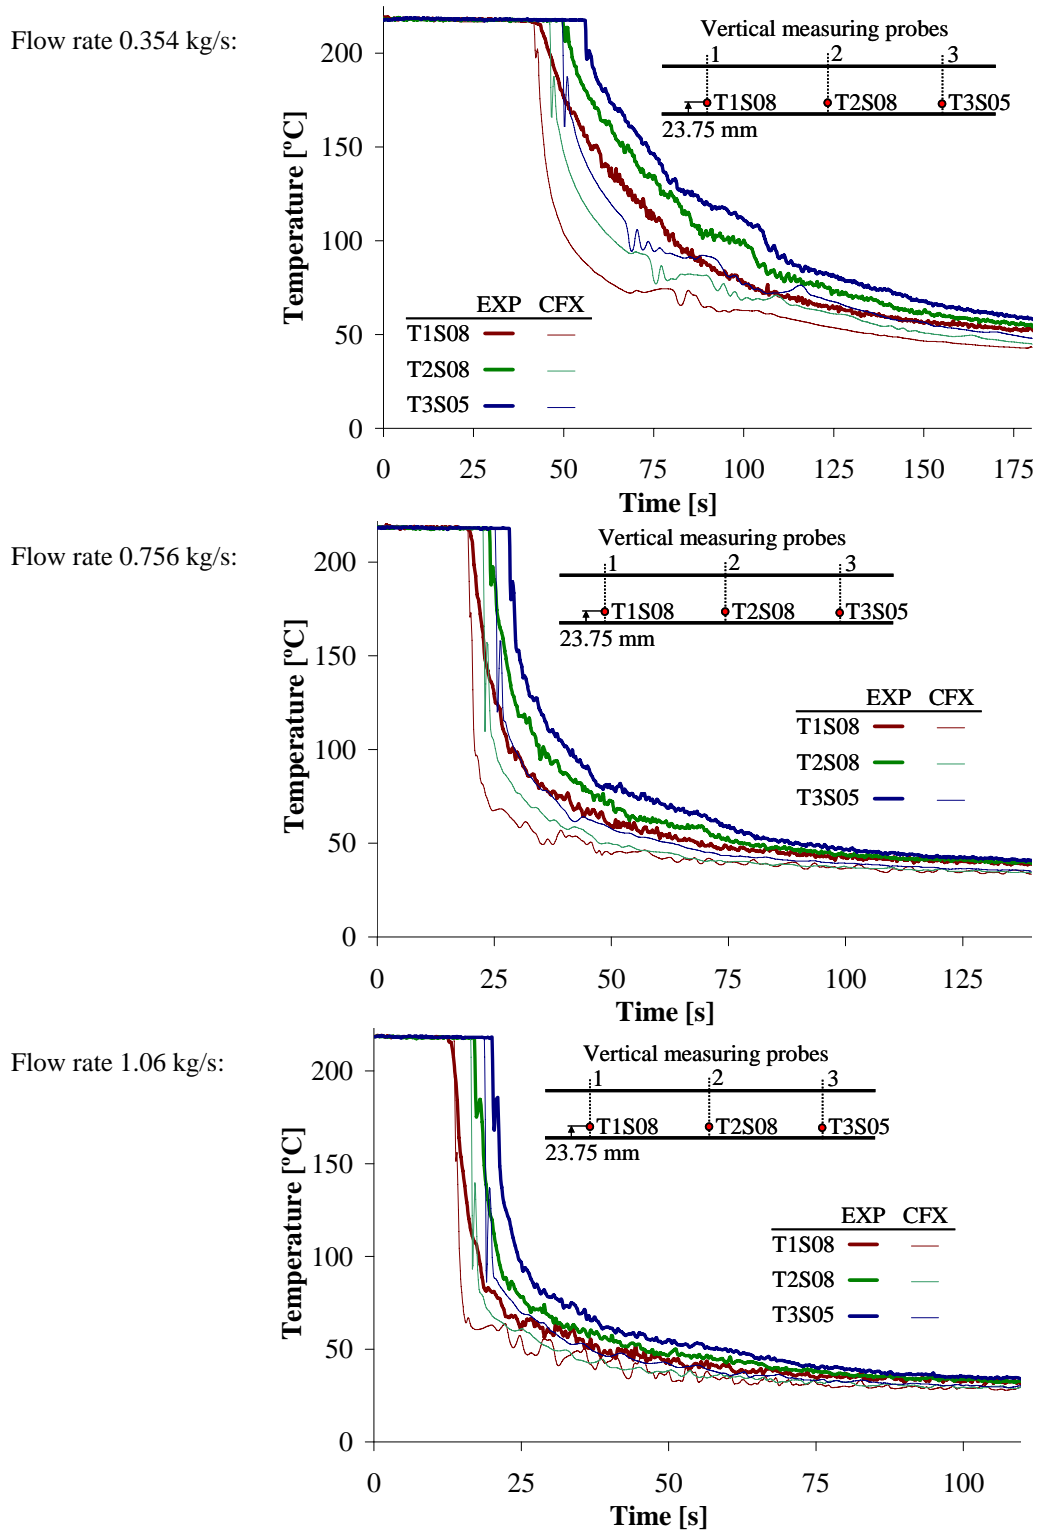 Flow rate 0.354 kg/s:
Vertical measuring probes
1 2 3
T1S08 T2S08 T3S05
23.75 mm
Temperature [ºC]
200
150
100
50
0
EXP CFX
T1S08
T2S08
T3S05
0 25 50 75 100 125 150 175
Time [s]
Flow rate 0.756 kg/s:
Vertical measuring probes
1 2 3
T1S08 T2S08 T3S05
23.75 mm
Temperature [ºC]
200
150
100
50
0
EXP CFX
T1S08
T2S08
T3S05
0 25 50 75 100 125
Time [s]
Flow rate 1.06 kg/s:
Vertical measuring probes
1 2 3
T1S08 T2S08 T3S05
23.75 mm
Temperature [ºC]
200
150
100
50
0
EXP CFX
T1S08
T2S08
T3S05
0 25 50 75 100
Time [s]